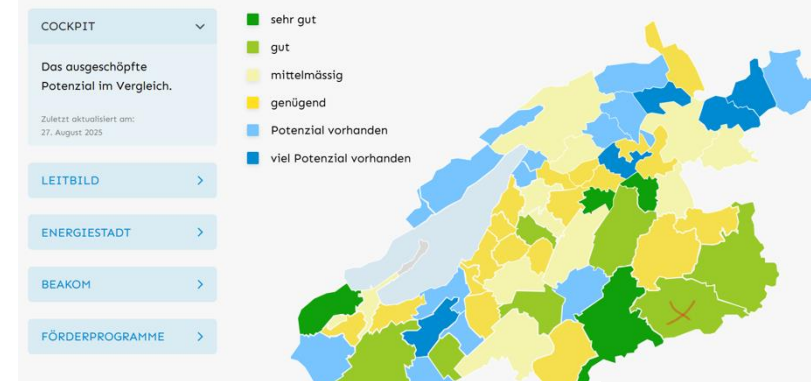 COCKPIT
Das ausgeschöpfte
Potenzial im Vergleich.
Zuletzt aktualisiert am:
27. August 2025
LEITBILD
ENERGIESTADT
BEAKOM
FÖRDERPROGRAMME
sehr gut
gut
mittelmässig
genügend
Potenzial vorhanden
viel Potenzial vorhanden